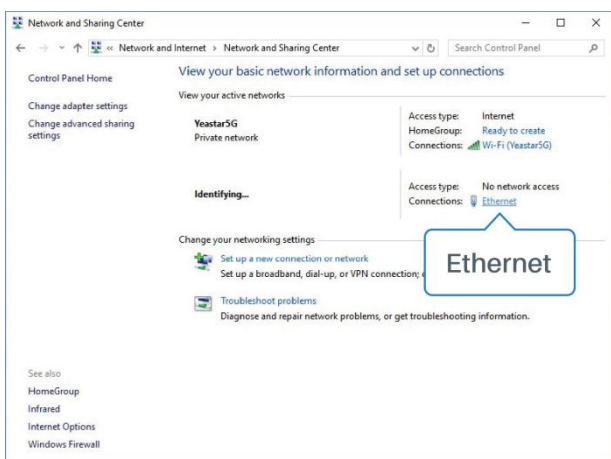 Network and Sharing Center
« Network and Internet › Network and Sharing Center
Search Control Panel
Control Panel Home
Change adapter settings
Change advanced sharing
settings
View your basic network information and set up connections
View your active networks
Yeastar5G
Private network
Access type: Internet
HomeGroup: Ready to create
Connections: Wi-Fi (Yeastar5G)
Identifying...
Access type: No network access
Connections: Ethernet
Ethernet
Change your networking settings
Set up a new connection or network
Set up a broadband, dial-up, or VPN connection;
Troubleshoot problems
Diagnose and repair network problems, or get troubleshooting information.
See also
HomeGroup
Infrared
Internet Options
Windows Firewall